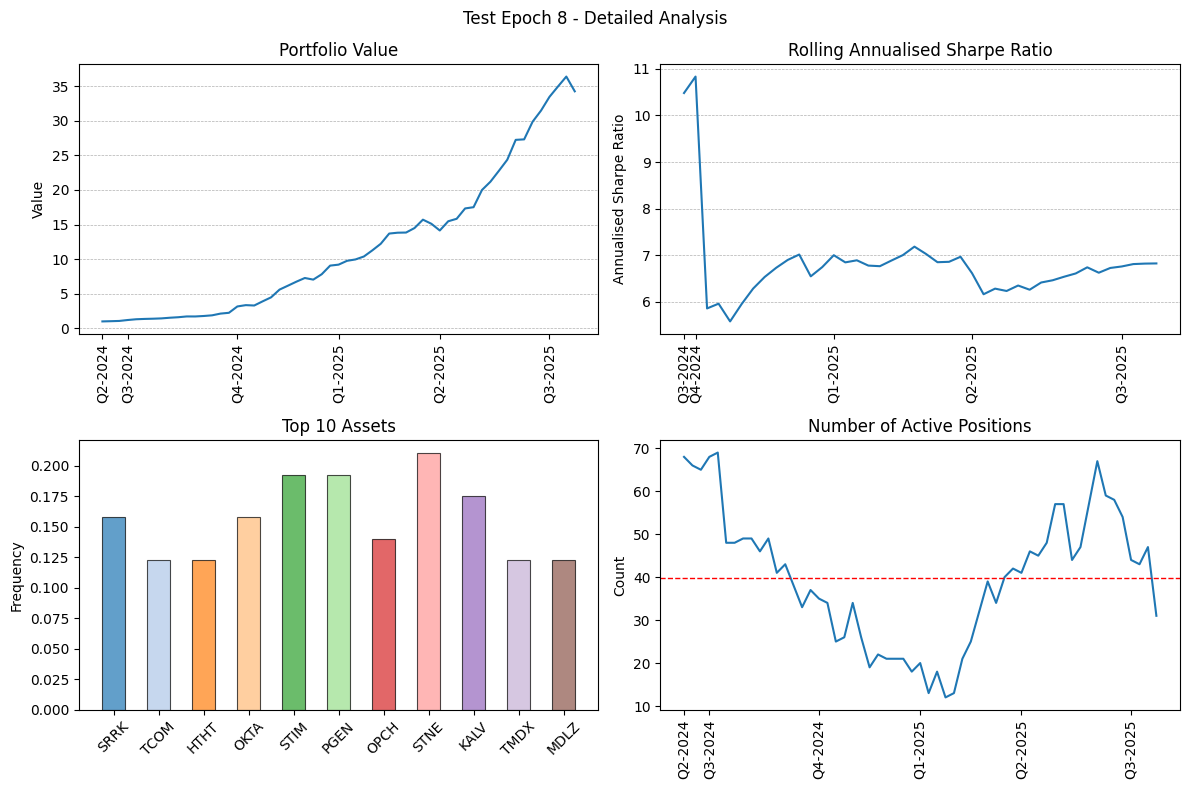 Test Epoch 8 - Detailed Analysis
Portfolio Value
Value
35
30
25
20
15
10
5
0
Q2-2024
Q3-2024
Q4-2024
Q1-2025
Q2-2025
Q3-2025
Rolling Annualised Sharpe Ratio
Annualised Sharpe Ratio
11
10
9
8
7
6
Q3-2024
Q4-2024
Q1-2025
Q2-2025
Q3-2025
Top 10 Assets
Frequency
0.200
0.175
0.150
0.125
0.100
0.075
0.050
0.025
0.000
SRRK
TCOM
HTHT
OKTA
STIM
PGEN
OPCH
STNE
KALV
TMDX
MDLZ
Number of Active Positions
Count
70
60
50
40
30
20
10
Q2-2024
Q3-2024
Q4-2024
Q1-2025
Q2-2025
Q3-2025